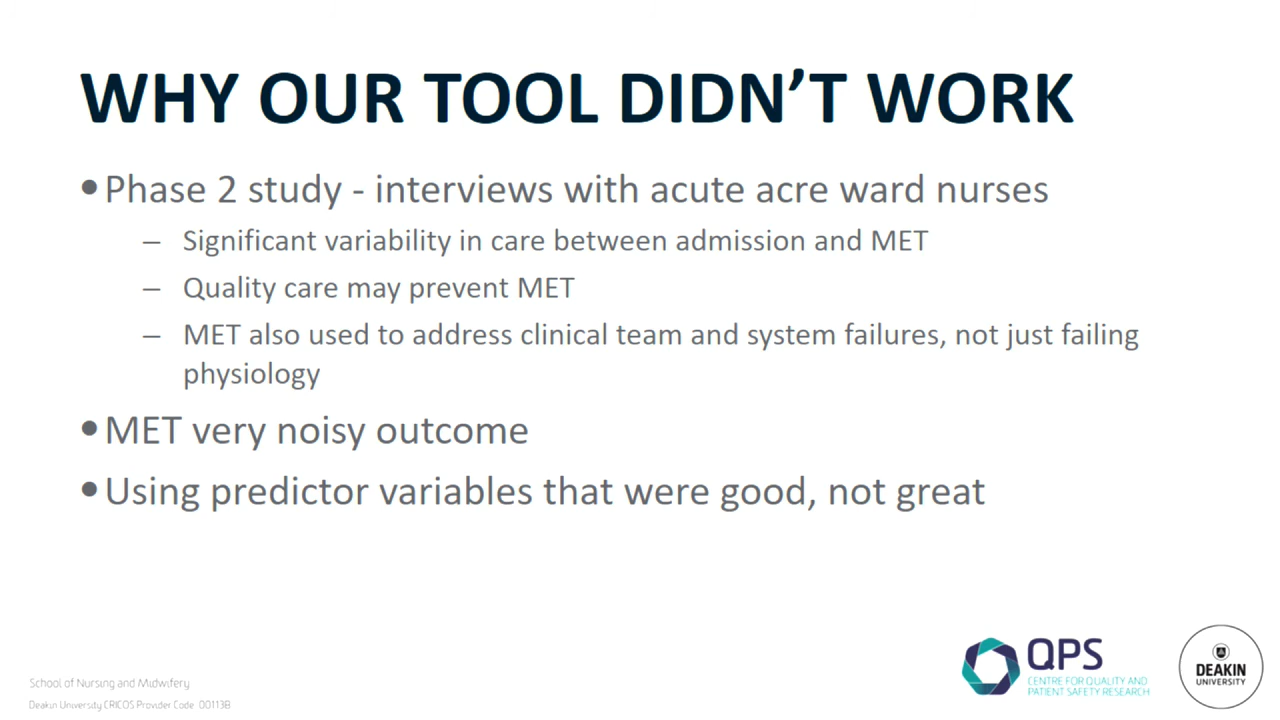 WHY OUR TOOL DIDN’T WORK
•Phase 2 study - interviews with acute acre ward nurses
– Significant variability in care between admission and MET
– Quality care may prevent MET
– MET also used to address clinical team and system failures, not just failing
physiology
•MET very noisy outcome
•Using predictor variables that were good, not great
School of Nursing and Midwifery
Deakin University CRICOS Provider Code: 00113B
QPS
CENTRE FOR QUALITY AND
PATIENT SAFETY RESEARCH
DEAKIN
UNIVERSITY